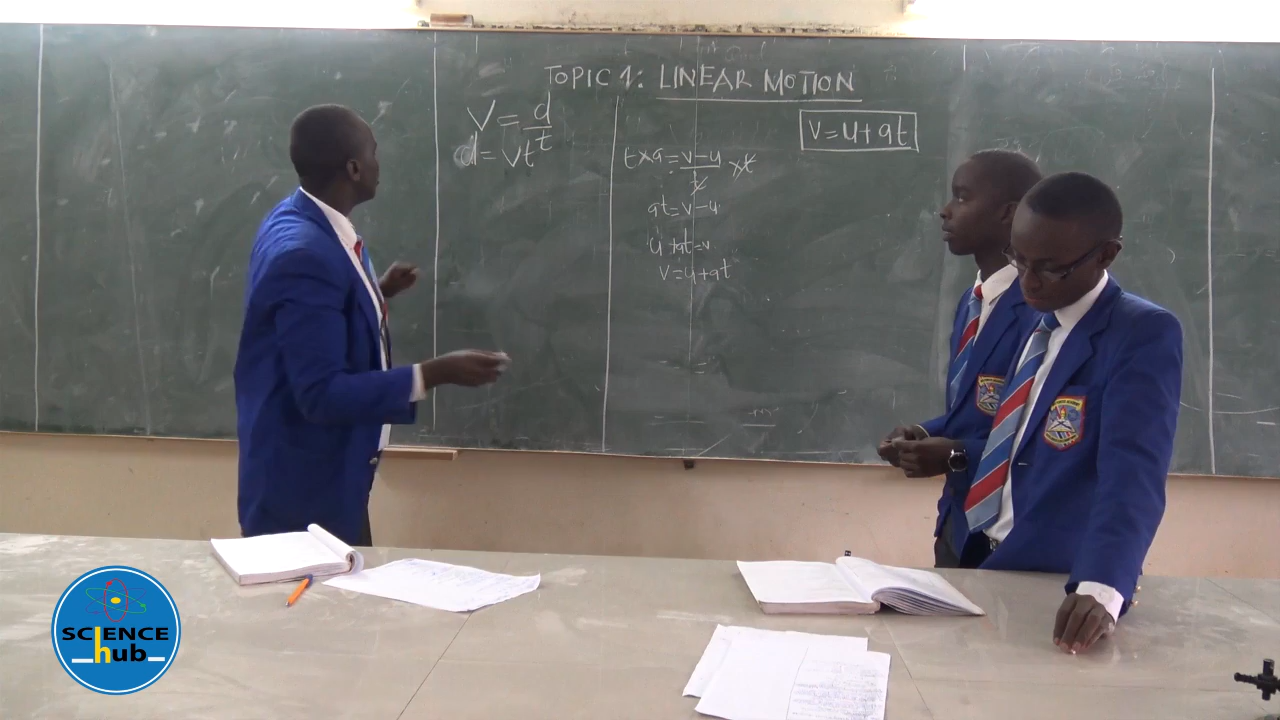 TOPIC 1: LINEAR MOTION
V = d/t
d = vt
t×a = v-u/t ×t
at = v-u
u+at=v
v=u+at
V=U+at
SCIENCE
hub